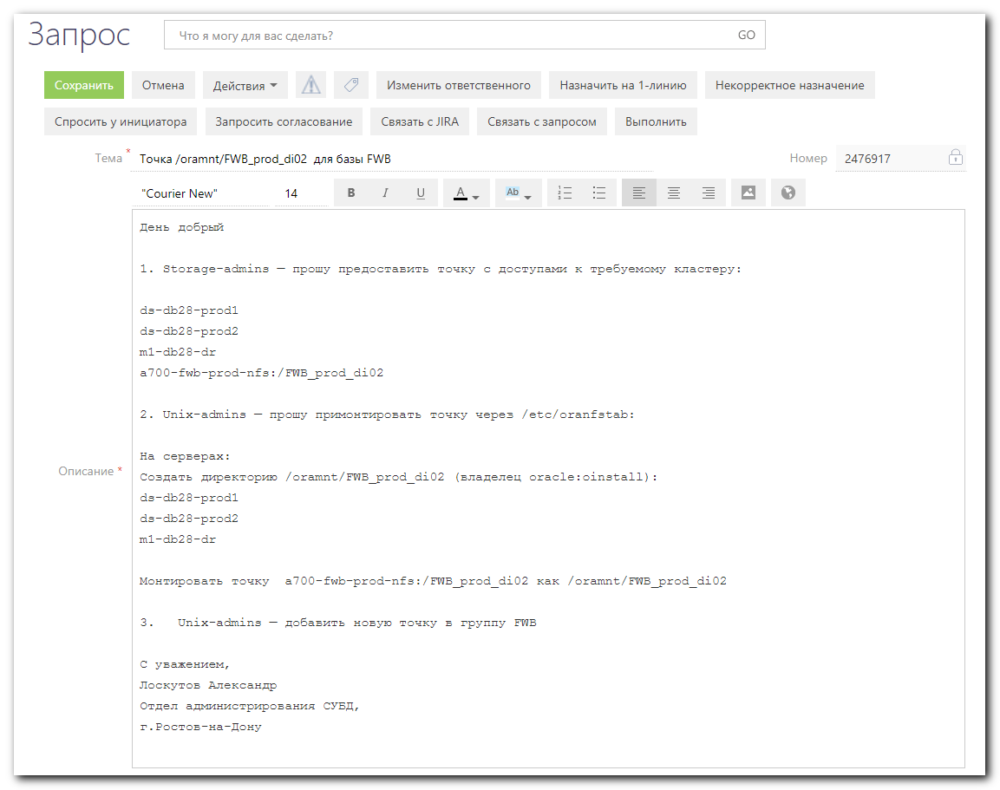 Запрос
Что я могу для вас сделать? GO
Сохранить Отмена Действия Изменить ответственного Назначить на 1-линию Некорректное назначение
Спросить у инициатора Запросить согласование Связать с JIRA Связать с запросом Выполнить
Тема * Точка /oramnt/FWB_prod_di02 для базы FWB Номер 2476917
"Courier New" 14 B I U A Ab
День добрый
1. Storage-admins — прошу предоставить точку с доступами к требуемому кластеру:
ds-db28-prod1
ds-db28-prod2
m1-db28-dr
a700-fwb-prod-nfs:/FWB_prod_di02
2. Unix-admins — прошу примонтировать точку через /etc/oranfstab:
На серверах:
Описание *
Создать директорию /oramnt/FWB_prod_di02 (владелец oracle:oinstall):
ds-db28-prod1
ds-db28-prod2
m1-db28-dr
Монтировать точку a700-fwb-prod-nfs:/FWB_prod_di02 как /oramnt/FWB_prod_di02
3. Unix-admins — добавить новую точку в группу FWB
С уважением,
Лоскутов Александр
Отдел администрирования СУБД,
г.Ростов-на-Дону